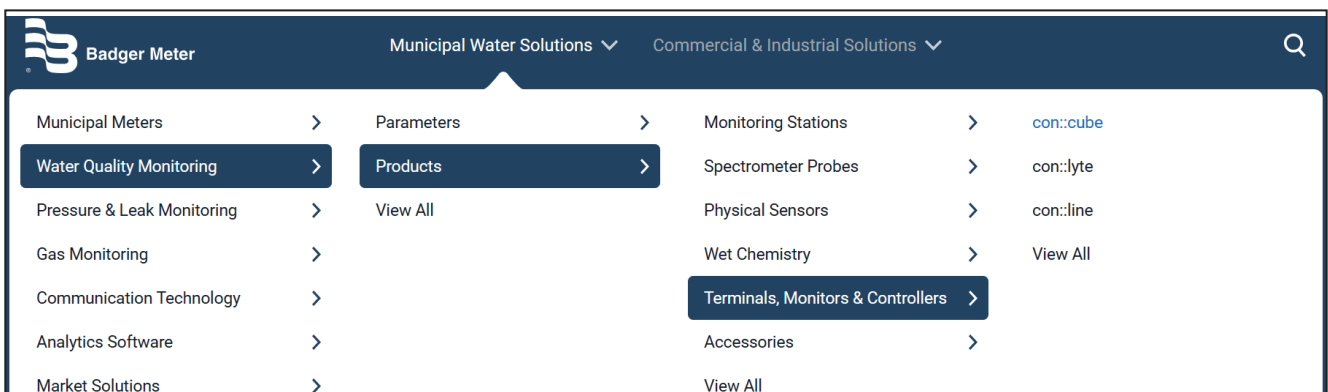 Badger Meter
Municipal Water Solutions
Commercial & Industrial Solutions
®
Municipal Meters
Water Quality Monitoring
Pressure & Leak Monitoring
Gas Monitoring
Communication Technology
Analytics Software
Market Solutions
Parameters
Products
View All
Monitoring Stations
Spectrometer Probes
Physical Sensors
Wet Chemistry
Terminals, Monitors & Controllers
Accessories
View All
con::cube
con::lyte
con::line
View All